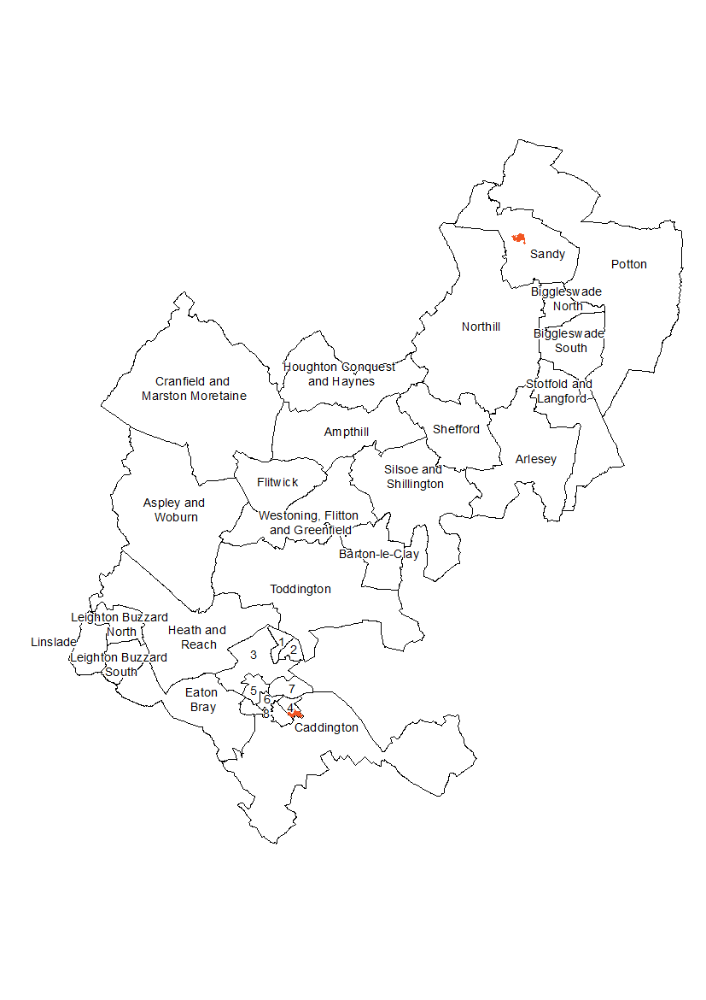 Sandy
Potton
Biggleswade
North
Northill
Biggleswade
South
Houghton Conquest
and Haynes
Cranfield and
Marston Moretaine
Stotfold and
Langford
Ampthill
Shefford
Arlesey
Silsoe and
Shillington
Flitwick
Aspley and
Woburn
Westoning, Flitton
and Greenfield
Barton-le-Clay
Toddington
Leighton Buzzard
North
Heath and
Reach
Linslade
1
2
3
Leighton Buzzard
South
Eaton
Bray
5
7
6
4
8
Caddington